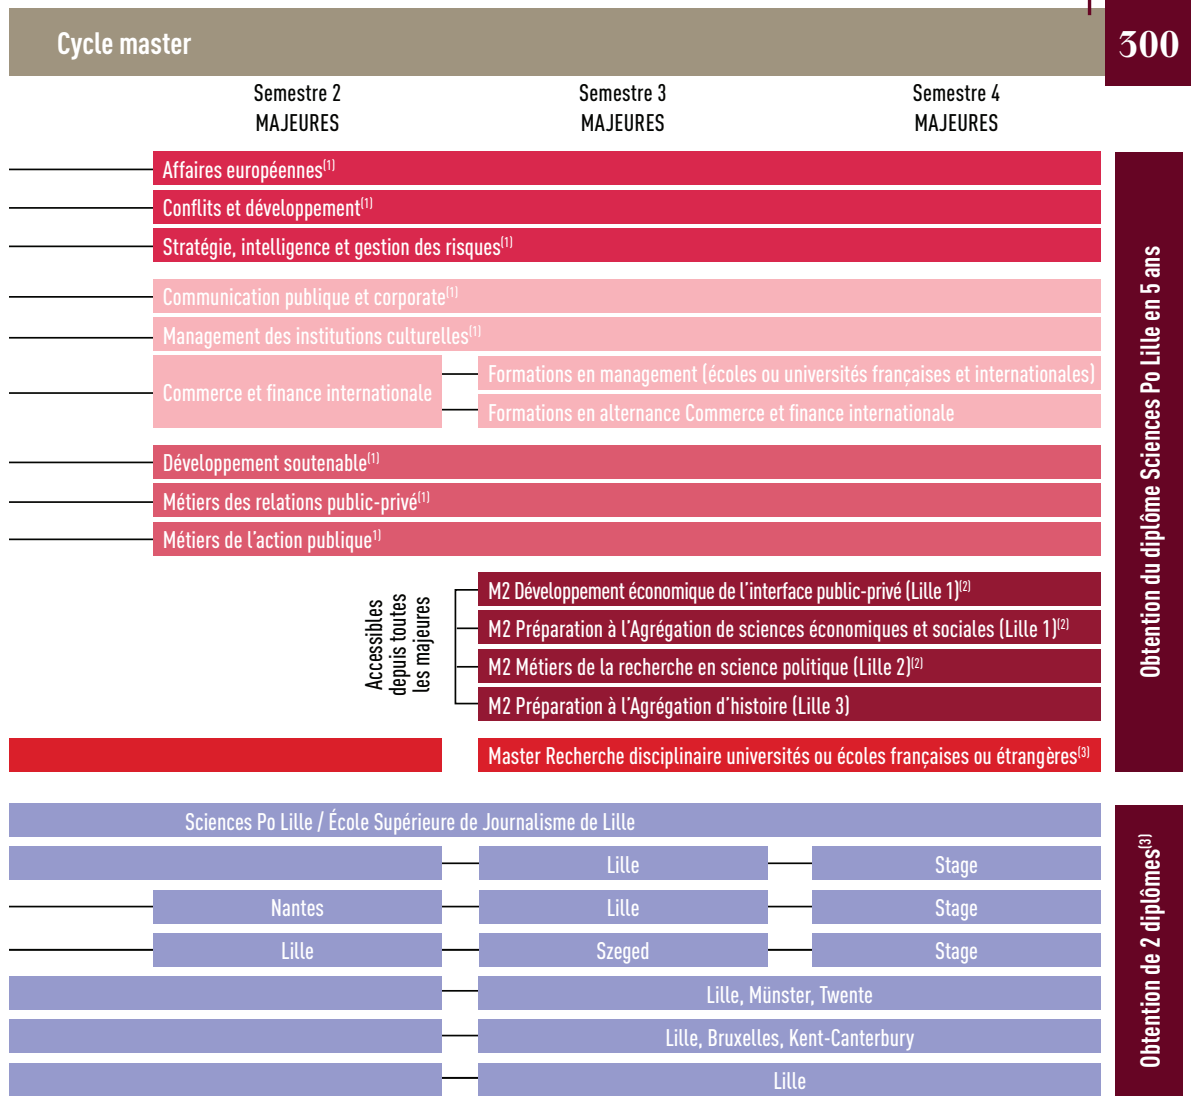 Cycle master
300
Semestre 2
MAJEURES
Semestre 3
MAJEURES
Semestre 4
MAJEURES
Affaires européennes(1)
Conflits et développement(1)
Stratégie, intelligence et gestion des risques(1)
Communication publique et corporate(1)
Management des institutions culturelles(1)
Commerce et finance internationale
Formations en management (écoles ou universités françaises et internationales)
Formations en alternance Commerce et finance internationale
Développement soutenable(1)
Métiers des relations public-privé(1)
Métiers de l'action publique1)
Accessibles
depuis toutes
les majeures
M2 Développement économique de l'interface public-privé (Lille 1)(2)
M2 Préparation à l'Agrégation de sciences économiques et sociales (Lille 1)(2)
M2 Métiers de la recherche en science politique (Lille 2)(2)
M2 Préparation à l'Agrégation d'histoire (Lille 3)
Master Recherche disciplinaire universités ou écoles françaises ou étrangères(3)
Obtention du diplôme Sciences Po Lille en 5 ans
Sciences Po Lille / École Supérieure de Journalisme de Lille
Lille
Stage
Nantes
Lille
Stage
Lille
Szeged
Stage
Lille, Münster, Twente
Lille, Bruxelles, Kent-Canterbury
Lille
Obtention de 2 diplômes(3)